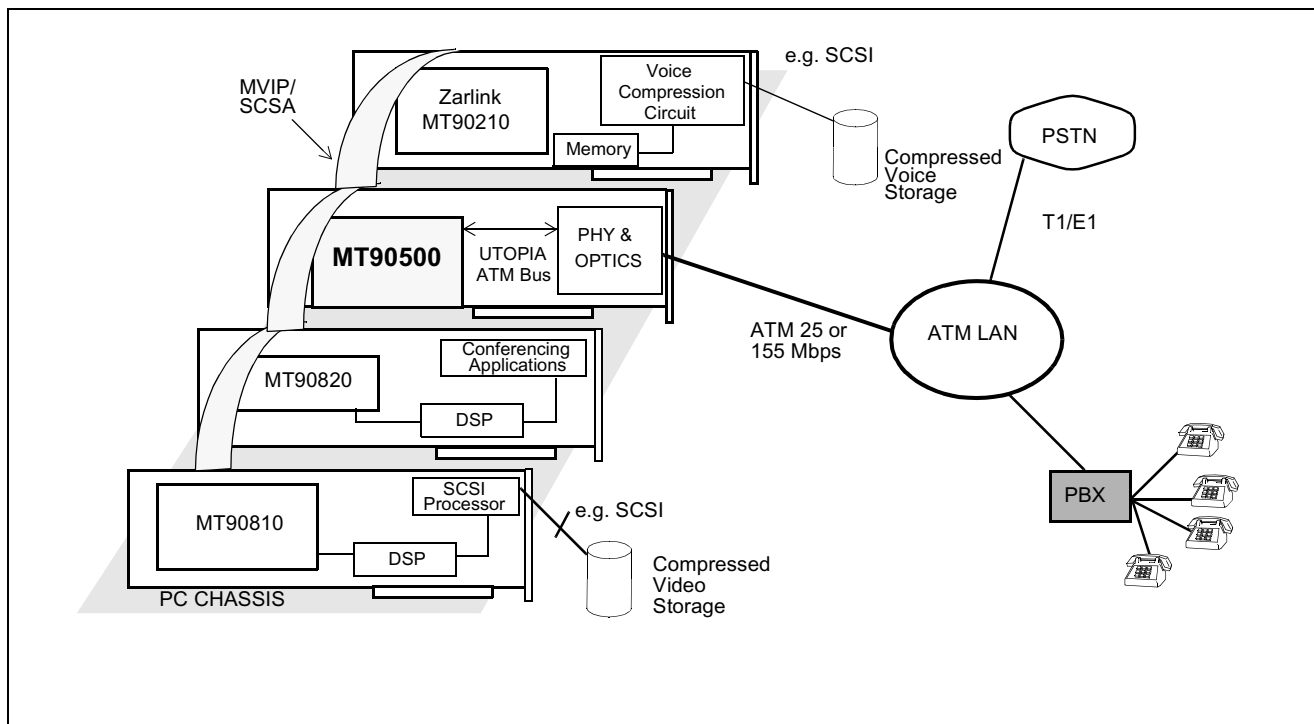 MVIP/
SCSA
Zarlink
MT90210
Voice
Compression
Circuit
Memory
e.g. SCSI
Compressed
Voice
Storage
PSTN
T1/E1
MT90500
UTOPIA
ATM Bus
PHY &
OPTICS
ATM 25 or
155 Mbps
ATM LAN
MT90820
Conferencing
Applications
DSP
PBX
MT90810
SCSI
Processor
DSP
e.g. SCSI
Compressed
Video
Storage
PC CHASSIS